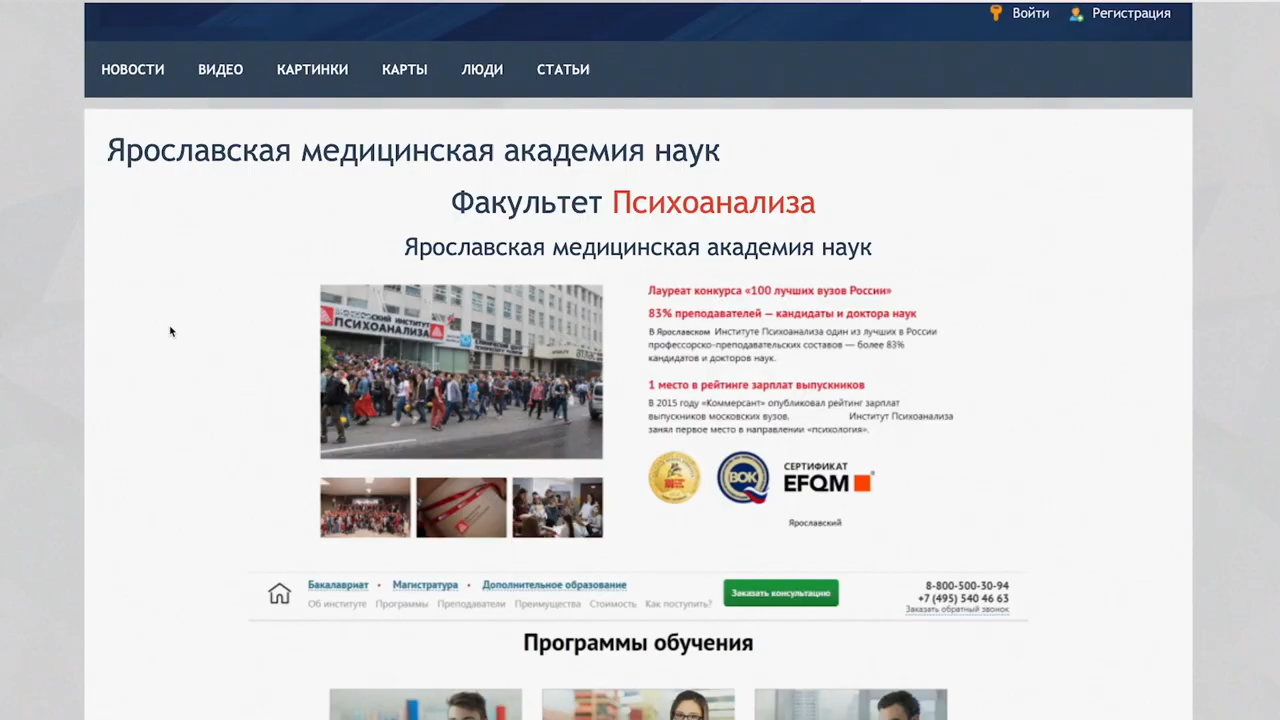 Войти
Регистрация
НОВОСТИ ВИДЕО КАРТИНКИ КАРТЫ ЛЮДИ СТАТЬИ
Ярославская медицинская академия наук
Факультет Психоанализа
Ярославская медицинская академия наук
ПСИХОАНАЛИЗА
Лауреат конкурса «100 лучших вузов России»
83% преподавателей — кандидаты и доктора наук
В Ярославском Институте Психоанализа один из лучших в России
профессорско-преподавательских составов — более 83%
кандидатов и докторов наук.
1 место в рейтинге зарплат выпускников
В 2015 году «Коммерсант» опубликовал рейтинг зарплат
выпускников московских вузов. Институт Психоанализа
занял первое место в направлении «психология».
ВОК
СЕРТИФИКАТ
EFQM
Ярославский
Бакалавриат • Магистратура • Дополнительное образование
Об институте Программы Преподаватели Преимущества Стоимость Как поступить?
Заказать консультацию
8-800-500-30-94
+7 (495) 540 46 63
Заказать обратный звонок
Программы обучения